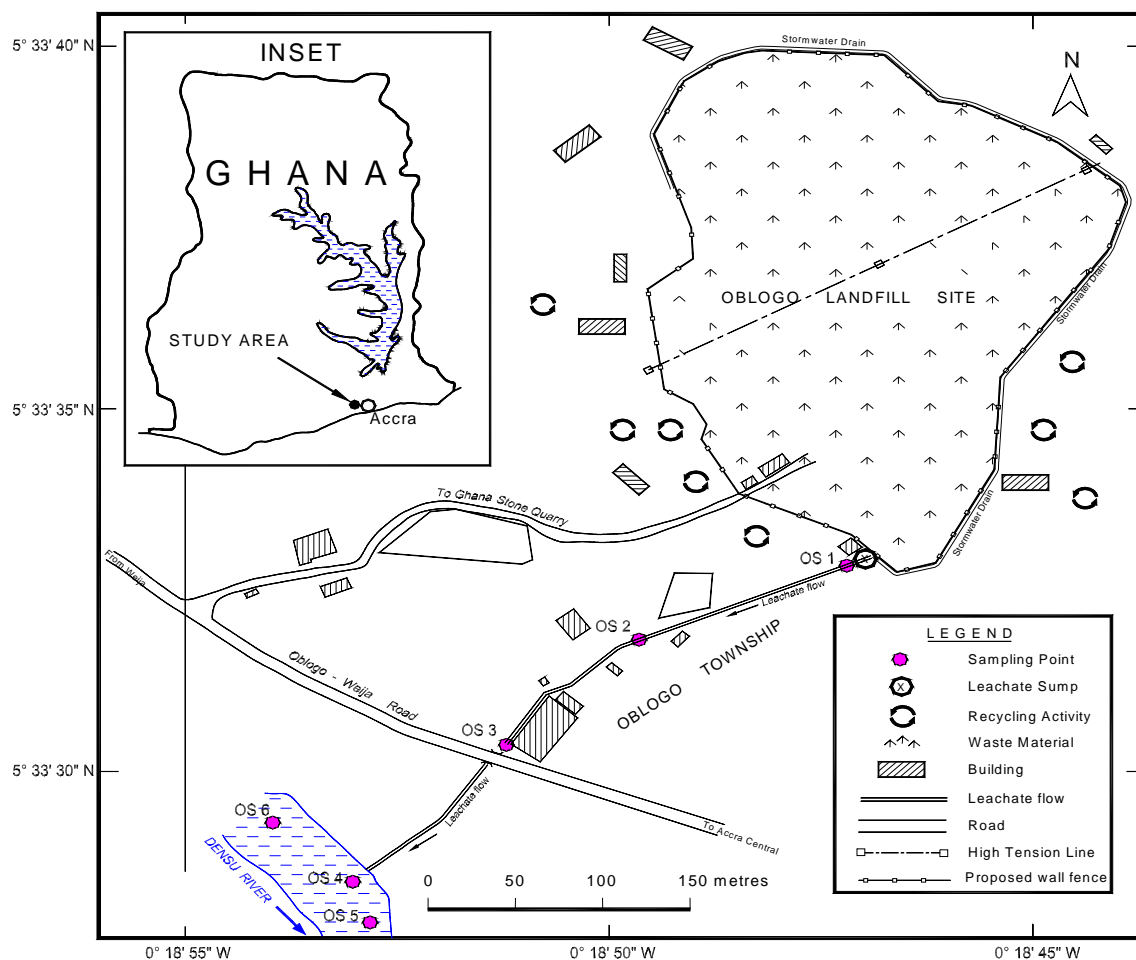 5° 33' 40" N
5° 33' 35" N
5° 33' 30" N
0° 18' 55" W
0° 18' 50" W
0° 18' 45" W
INSET
GHANA
STUDY AREA
Accra
Stormwater Drain
N
OBLOGO LANDFILL SITE
Stormwater Drain
Stormwater Drain
To Ghana Stone Quarry
From Weija
OS 1
Leachate flow
OS 2
OBLOGO TOWNSHIP
Oblogo - Weija Road
OS 3
Leachate flow
To Accra Central
OS 6
DENSU RIVER
OS 4
OS 5
0 50 100 150 metres
LEGEND
Sampling Point
X Leachate Sump
Recycling Activity
Waste Material
Building
Leachate flow
Road
High Tension Line
Proposed wall fence